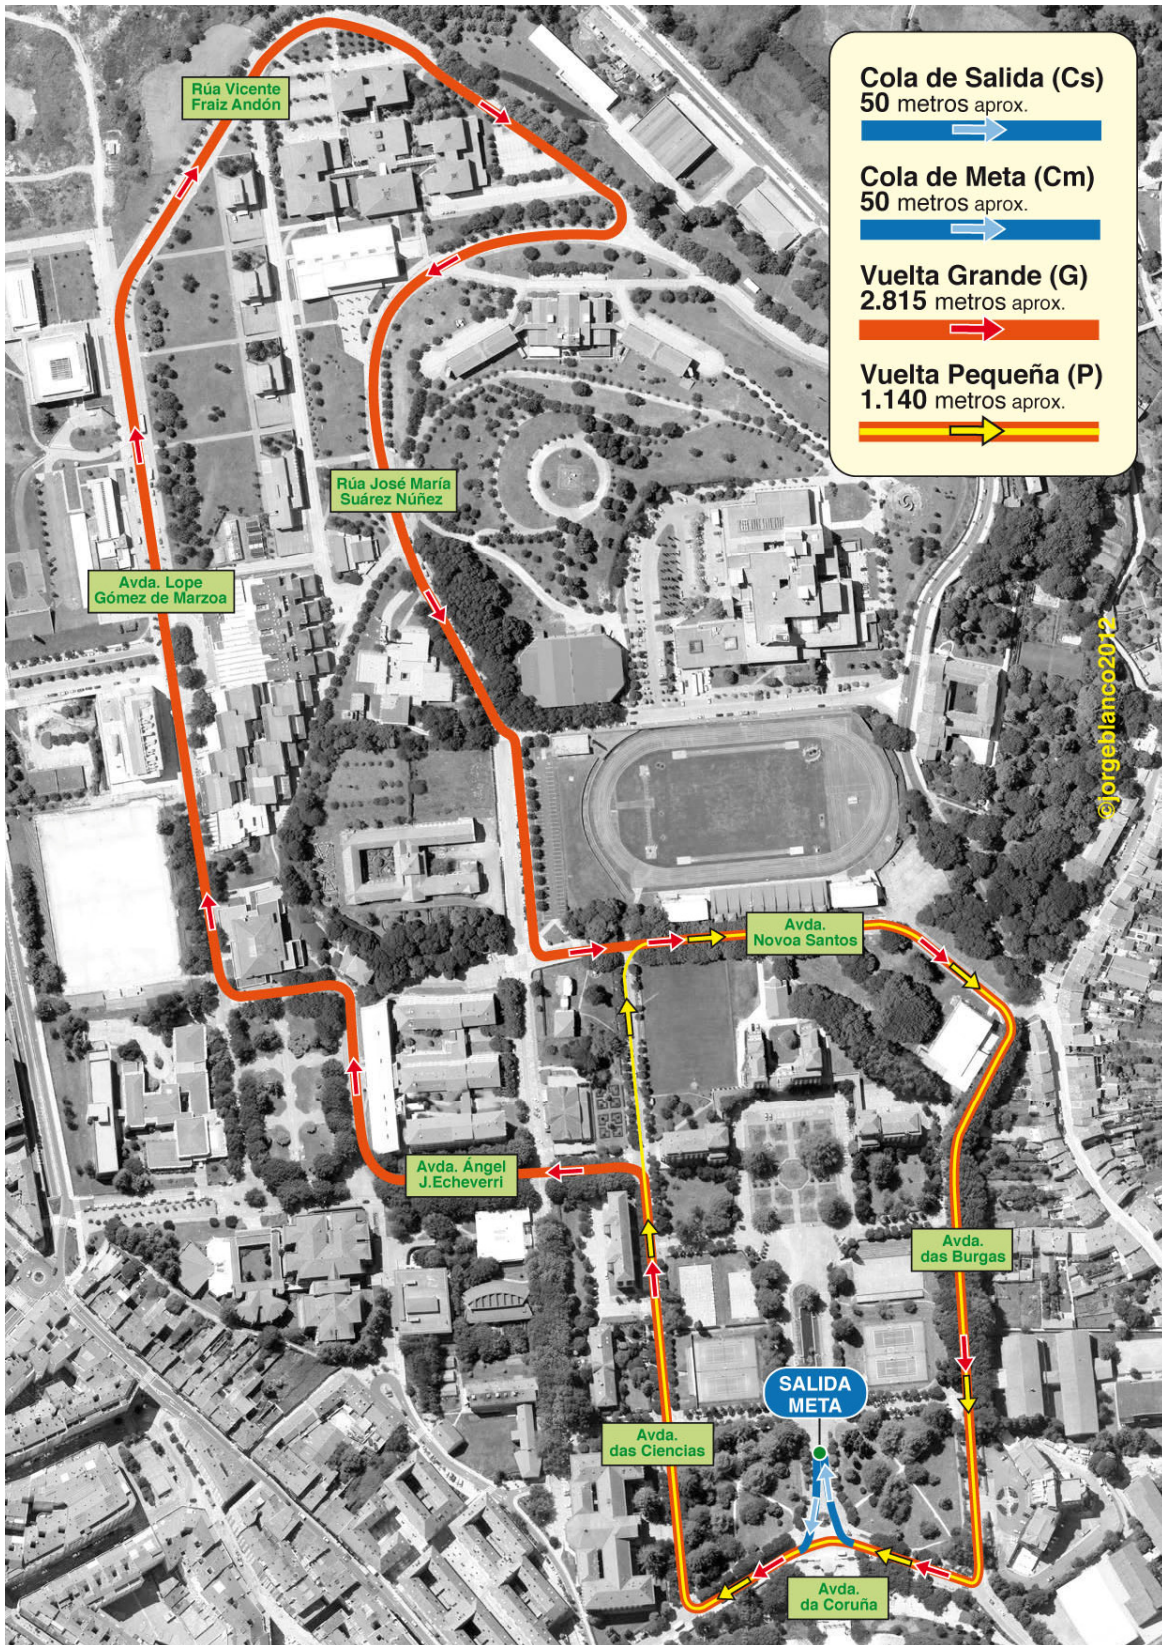 Cola de Salida (Cs)
50 metros aprox.
Cola de Meta (Cm)
50 metros aprox.
Vuelta Grande (G)
2.815 metros aprox.
Vuelta Pequeña (P)
1.140 metros aprox.
Rúa Vicente
Fraiz Andón
Rúa José María
Suárez Núñez
Avda. Lope
Gómez de Marzoa
©jorgeblanco2012
Avda.
Novoa Santos
Avda. Ángel
J.Echeverri
Avda.
das Burgas
SALIDA
META
Avda.
das Ciencias
Avda.
da Coruña